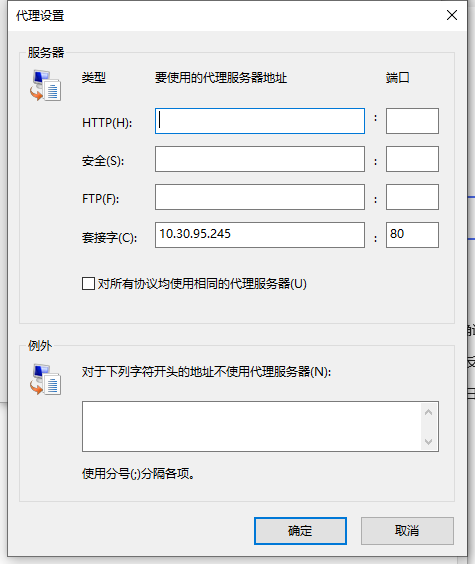 代理设置
服务器
类型 要使用的代理服务器地址 端口
HTTP(H): :
安全(S): :
FTP(F): :
套接字(C): 10.30.95.245 : 80
对所有协议均使用相同的代理服务器(U)
例外
对于下列字符开头的地址不使用代理服务器(N):
使用分号(;)分隔各项。
确定 取消